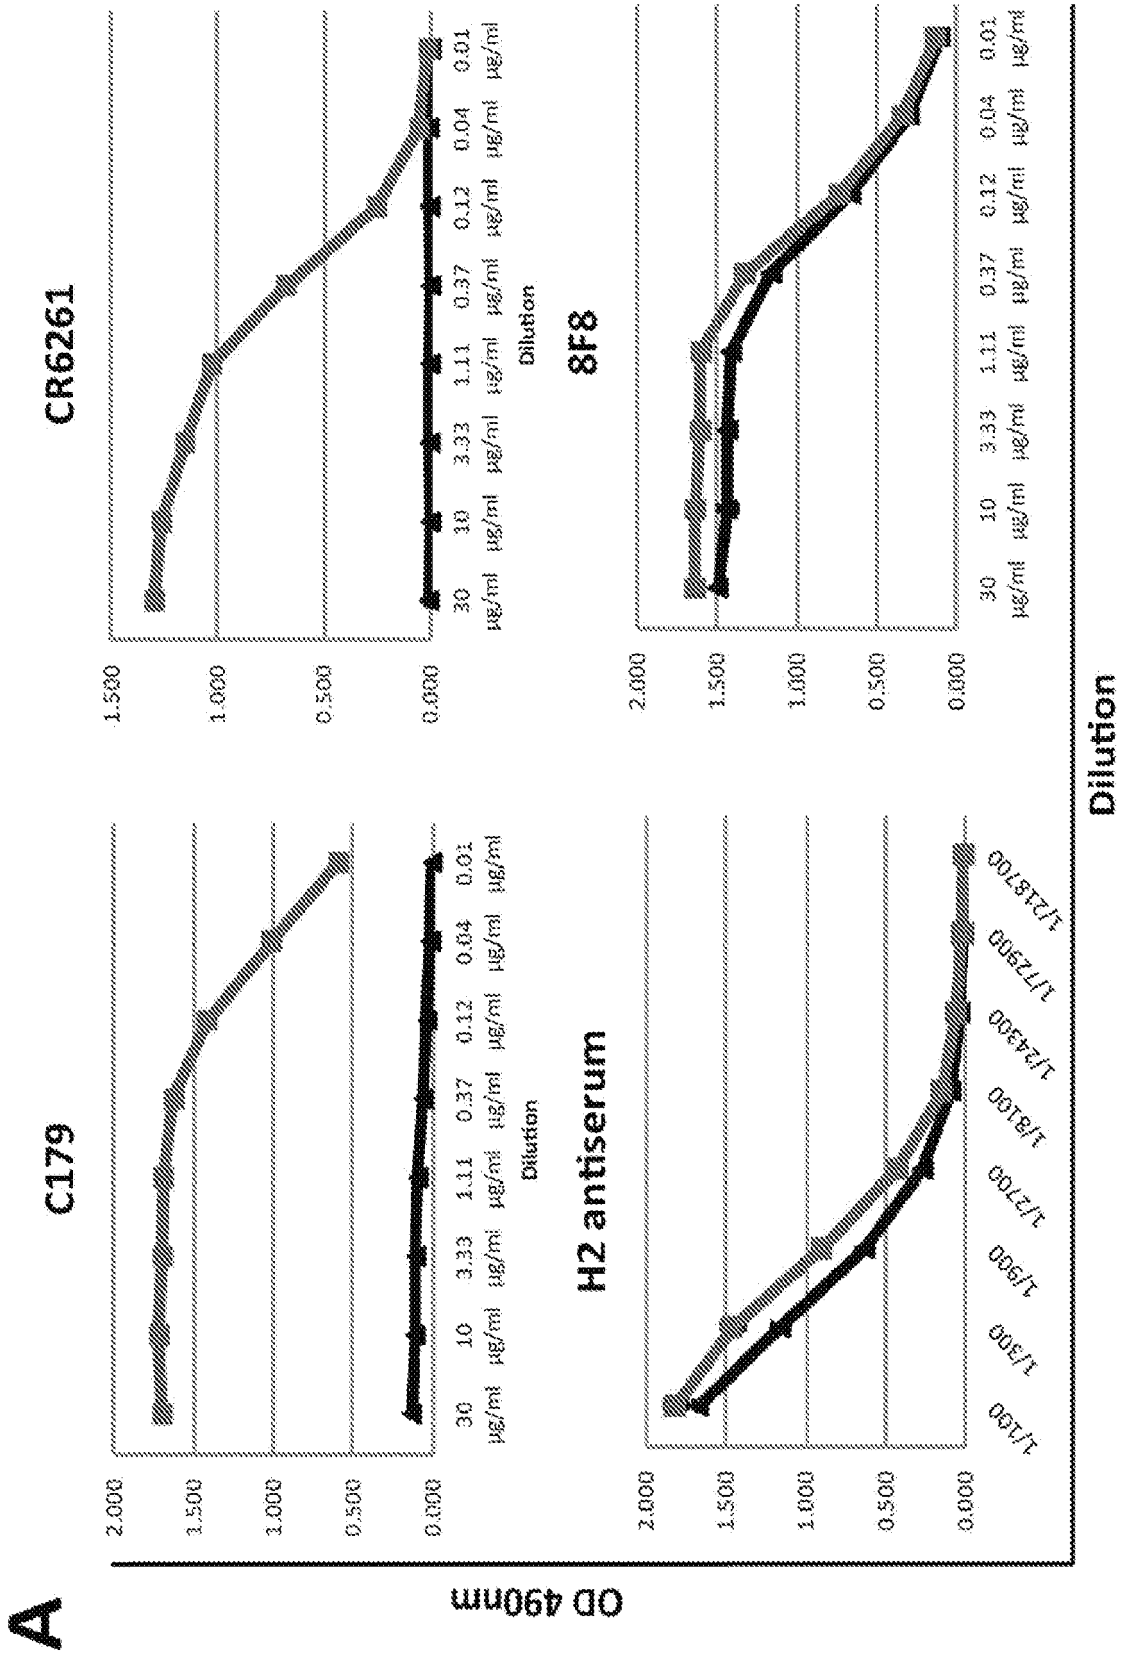 A
OD 490nm
C179
2.000
1.500
1.000
0.500
0.000
30 10 3.33 1.11 0.37 0.12 0.04 0.01
µg/ml µg/ml µg/ml µg/ml µg/ml µg/ml µg/ml µg/ml
Dilution
CR6261
1.500
1.000
0.500
0.000
30 10 3.33 1.11 0.37 0.12 0.04 0.01
µg/ml µg/ml µg/ml µg/ml µg/ml µg/ml µg/ml µg/ml
Dilution
H2 antiserum
2.000
1.500
1.000
0.500
0.000
1/100 1/300 1/900 1/2700 1/8100 1/24300 1/72900 1/218700
8F8
2.000
1.500
1.000
0.500
0.000
30 10 3.33 1.11 0.37 0.12 0.04 0.01
µg/ml µg/ml µg/ml µg/ml µg/ml µg/ml µg/ml µg/ml
Dilution